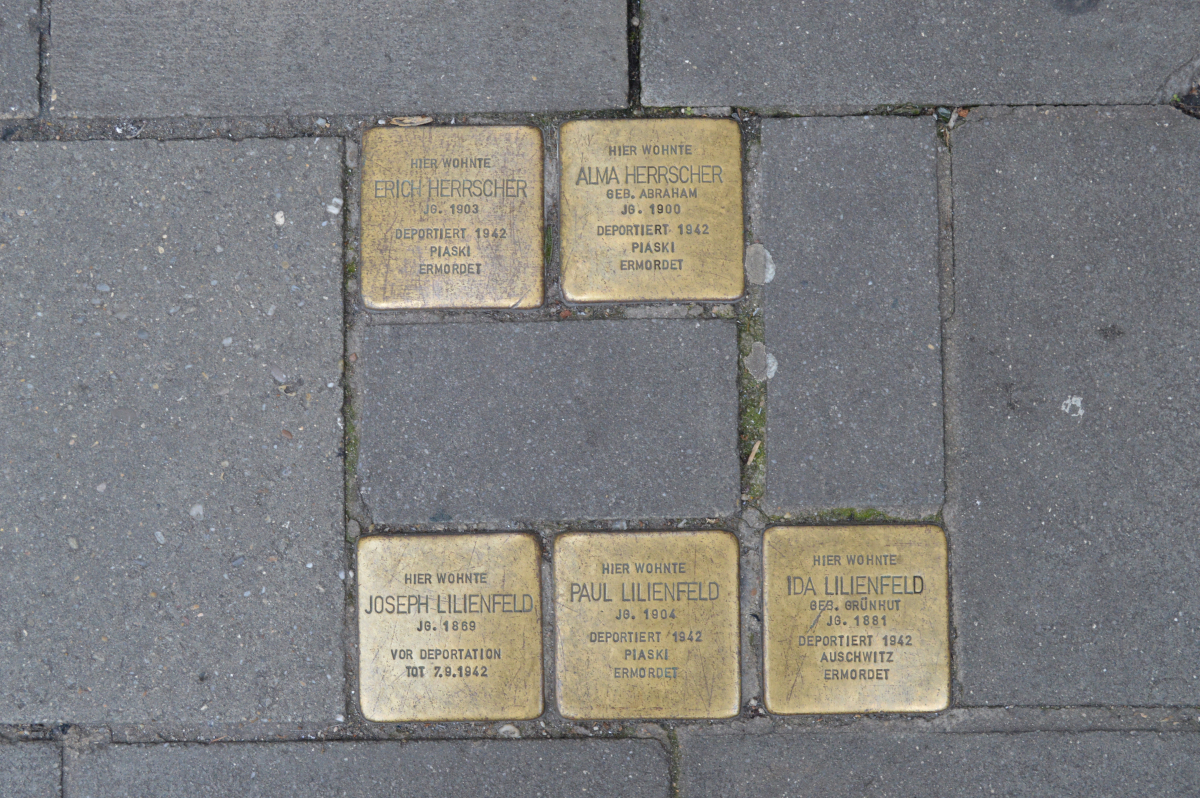 HIER WOHNTE
ERICH HERRSCHER
JG. 1903
DEPORTIERT 1942
PIASKI
ERMORDET
HIER WOHNTE
ALMA HERRSCHER
GEB. ABRAHAM
JG. 1900
DEPORTIERT 1942
PIASKI
ERMORDET
HIER WOHNTE
JOSEPH LILIENFELD
JG. 1869
VOR DEPORTATION
TOT 7.9.1942
HIER WOHNTE
PAUL LILIENFELD
JG. 1904
DEPORTIERT 1942
PIASKI
ERMORDET
HIER WOHNTE
IDA LILIENFELD
GEB. GRÜNHUT
JG. 1881
DEPORTIERT 1942
AUSCHWITZ
ERMORDET